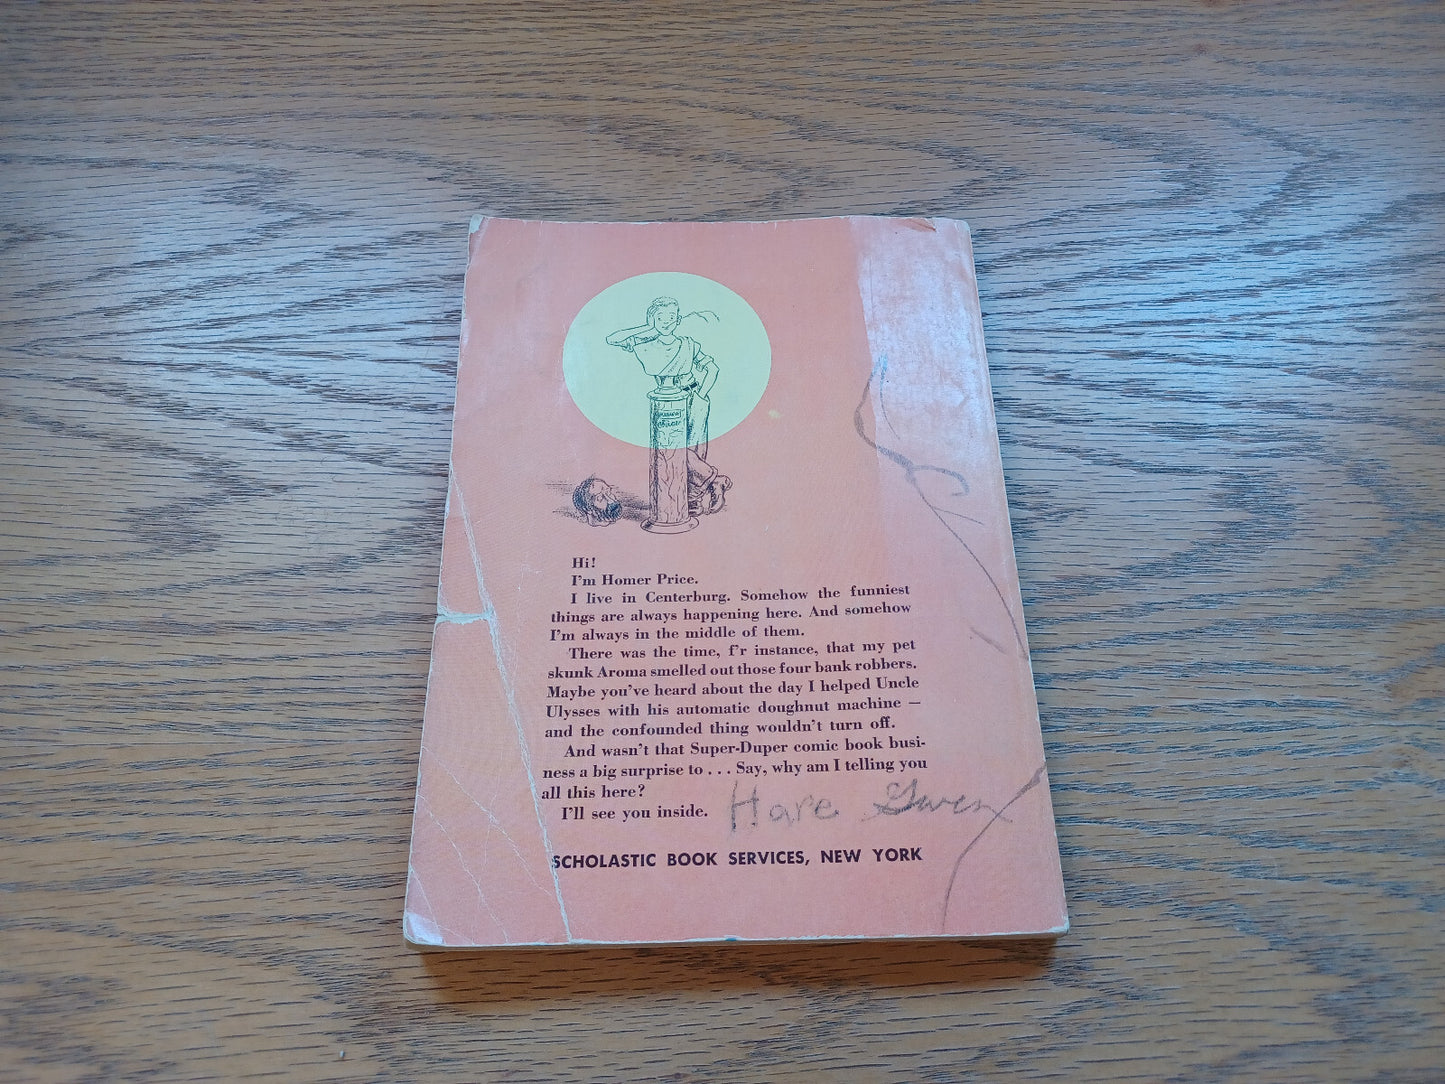 Hi!
I'm Homer Price.
I live in Centerburg. Somehow the funniest
things are always happening here. And somehow
I'm always in the middle of them.
There was the time, f'r instance, that my pet
skunk Aroma smelled out those four bank robbers.
Maybe you've heard about the day I helped Uncle
Ulysses with his automatic doughnut machine —
and the confounded thing wouldn't turn off.
And wasn't that Super-Duper comic book busi-
ness a big surprise to . . . Say, why am I telling you
all this here?
I'll see you inside.
SCHOLASTIC BOOK SERVICES, NEW YORK